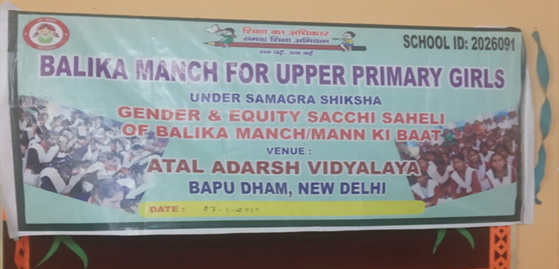 शिक्षा का अधिकार
समग्र शिक्षा अभियान
SCHOOL ID: 2026091
BALIKA MANCH FOR UPPER PRIMARY GIRLS
UNDER SAMAGRA SHIKSHA
GENDER & EQUITY SACCHI SAHELI
OF BALIKA MANCH/MANN KI BAAT
VENUE :
ATAL ADARSH VIDYALAYA
BAPU DHAM, NEW DELHI
DATE :